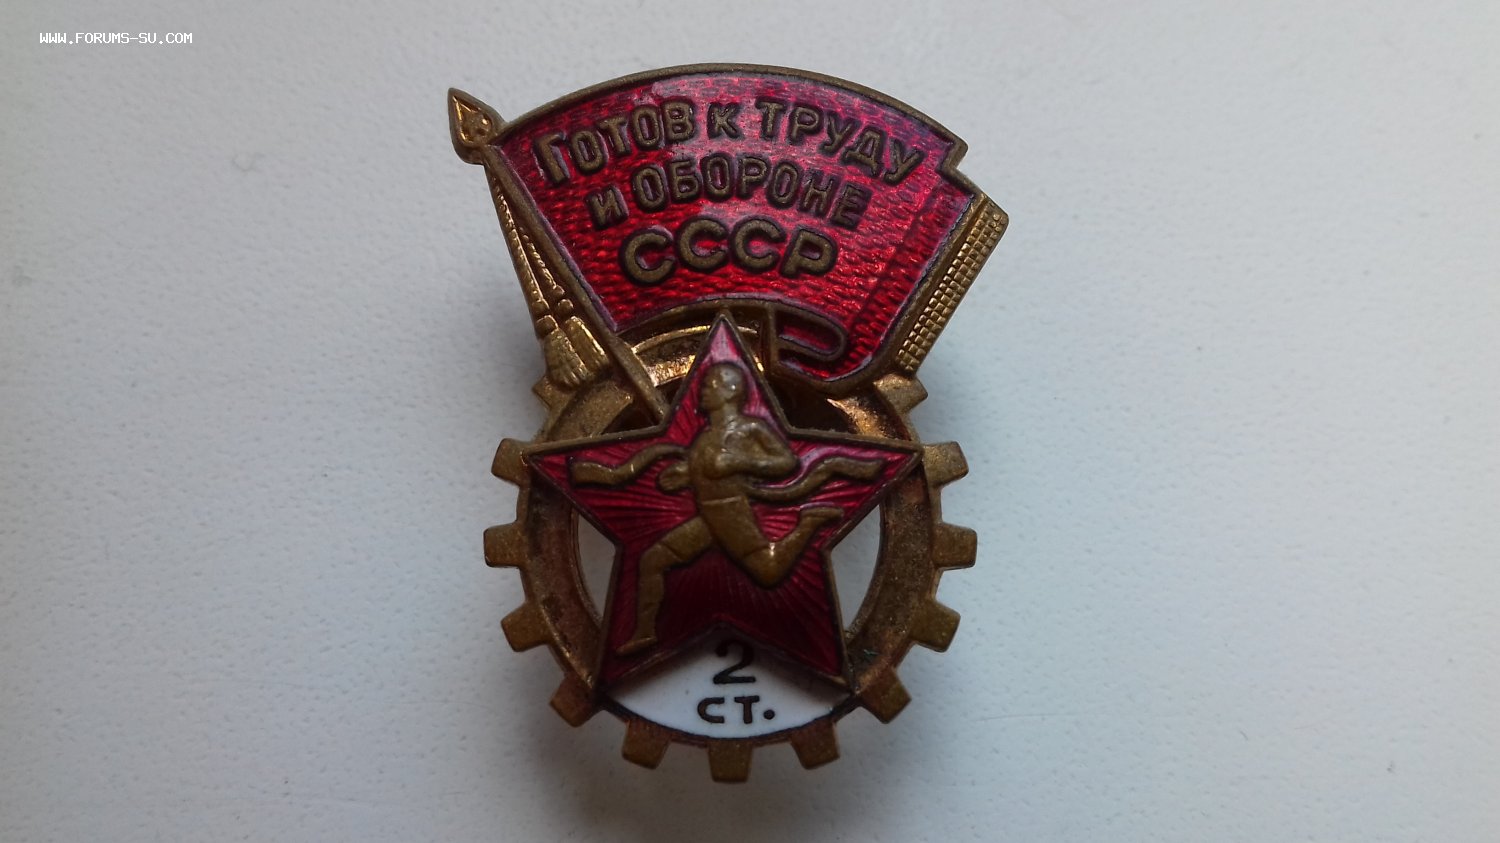 WWW.FORUMS-SU.COM
ГОТОВ К ТРУДУ
И ОБОРОНЕ
СССР
2
СТ.